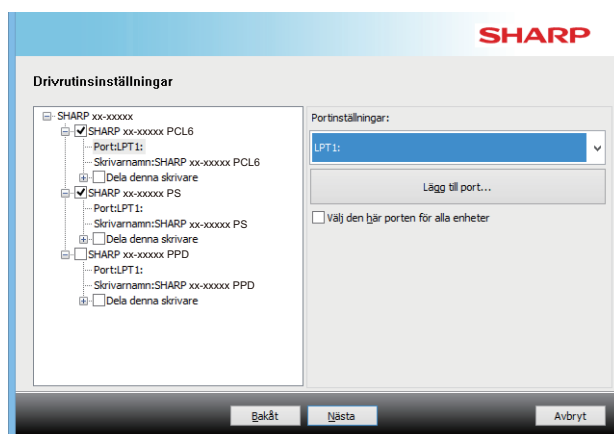 SHARP
Drivrutinsinställningar
SHARP xx-xxxxx
SHARP xx-xxxxx PCL6
Port:LPT1:
Skrivarnamn:SHARP xx-xxxxx PCL6
Dela denna skrivare
SHARP xx-xxxxx PS
Port:LPT1:
Skrivarnamn:SHARP xx-xxxxx PS
Dela denna skrivare
SHARP xx-xxxxx PPD
Port:LPT1:
Skrivarnamn:SHARP xx-xxxxx PPD
Dela denna skrivare
Portinställningar:
LPT1:
Lägg till port...
Välj den här porten för alla enheter
Bakåt
Nästa
Avbryt